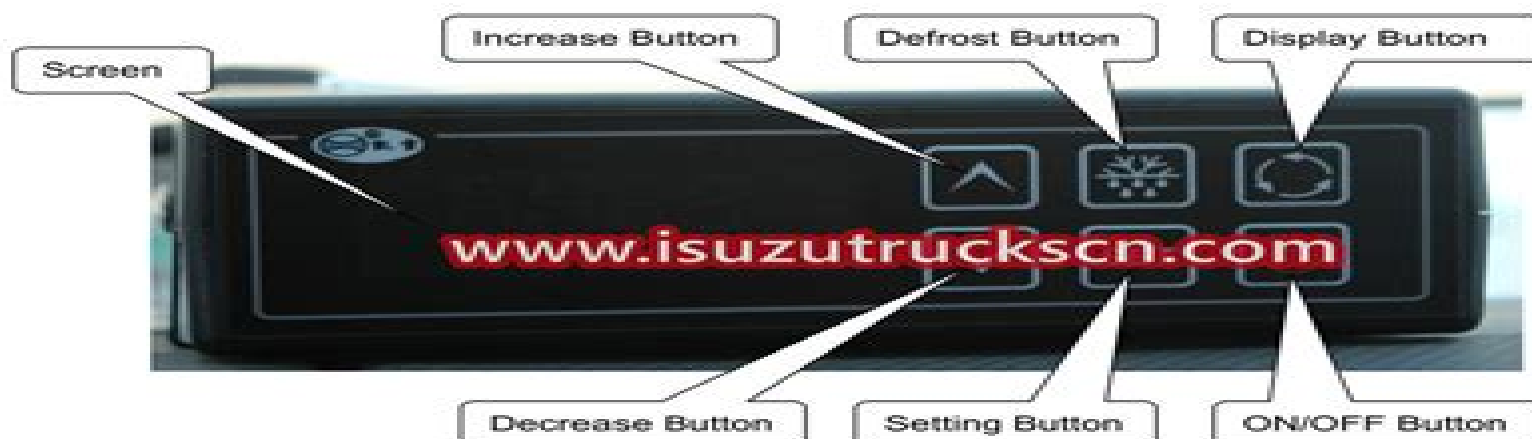 Increase Button
Defrost Button
Display Button
Screen
www.isuzutruckscn.com
Decrease Button
Setting Button
ON/OFF Button